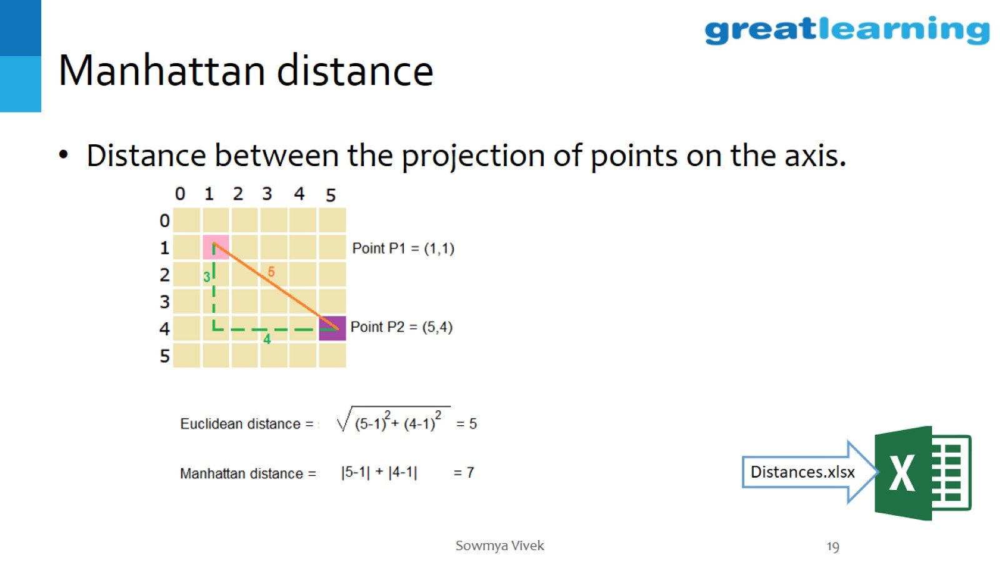 greatlearning
Manhattan distance
• Distance between the projection of points on the axis.
0 1 2 3 4 5
0
1 Point P1 = (1,1)
2 3 5
3
4 Point P2 = (5,4)
4
5
Euclidean distance = √(5-1)²+ (4-1)² = 5
Manhattan distance = |5-1| + |4-1| = 7
Distances.xlsx
X
Sowmya Vivek 19